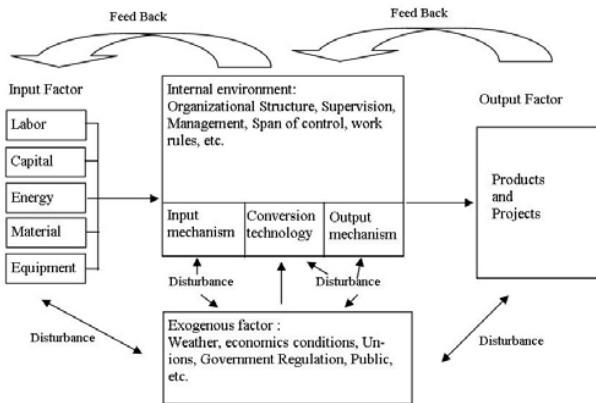 Feed Back
Feed Back
Input Factor
Labor
Capital
Energy
Material
Equipment
Internal environment:
Organizational Structure, Supervision,
Management, Span of control, work
rules, etc.
Input
mechanism
Conversion
technology
Output
mechanism
Output Factor
Products
and
Projects
Disturbance
Disturbance
Disturbance
Exogenous factor :
Weather, economics conditions, Un-
ions, Government Regulation, Public,
etc.
Disturbance